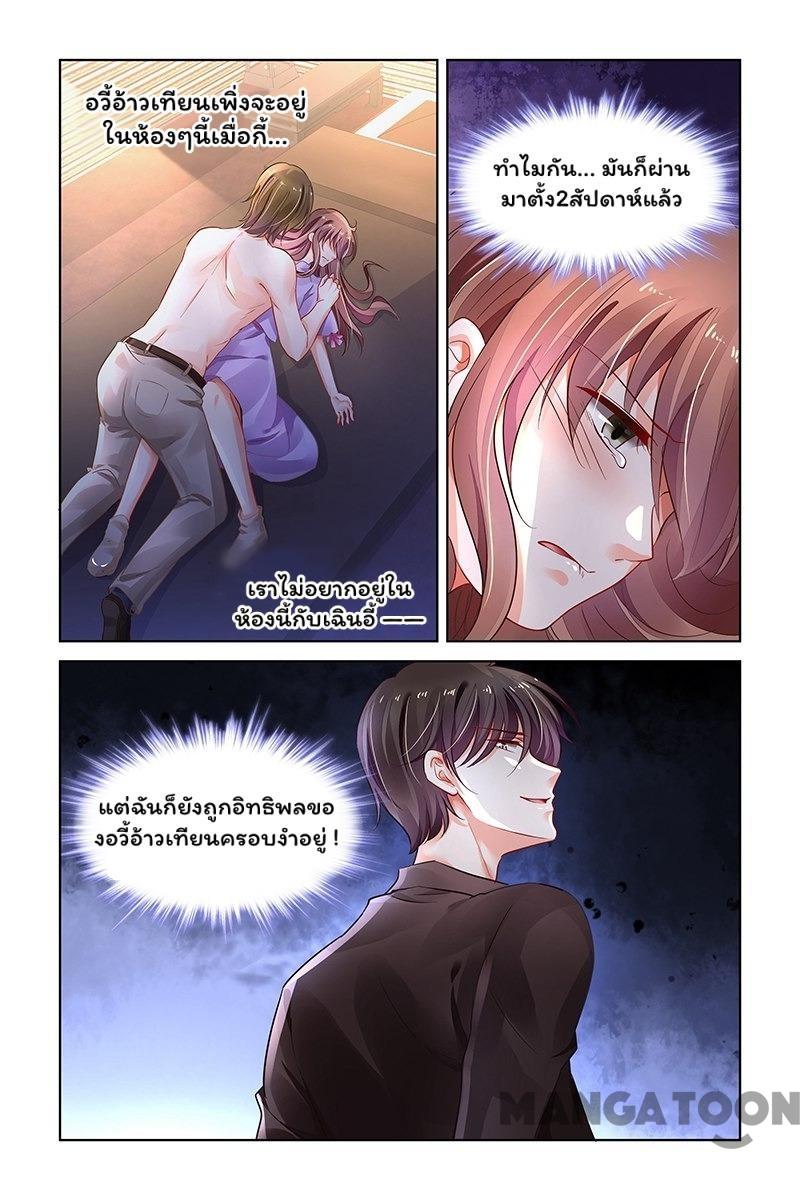 อวี้อ้าวเทียนเพิ่งจะอยู่
ในห้องๆนี้เมื่อกี้...
ทำไมกัน... มันก็ผ่าน
มาตั้ง2สัปดาห์แล้ว
เราไม่อยากอยู่ใน
ห้องนี้กับเฉินอี้ ——
แต่ฉันก็ยังถูกอิทธิพลขอ
งอวี้อ้าวเทียนครอบงำอยู่ !
MANGATOON